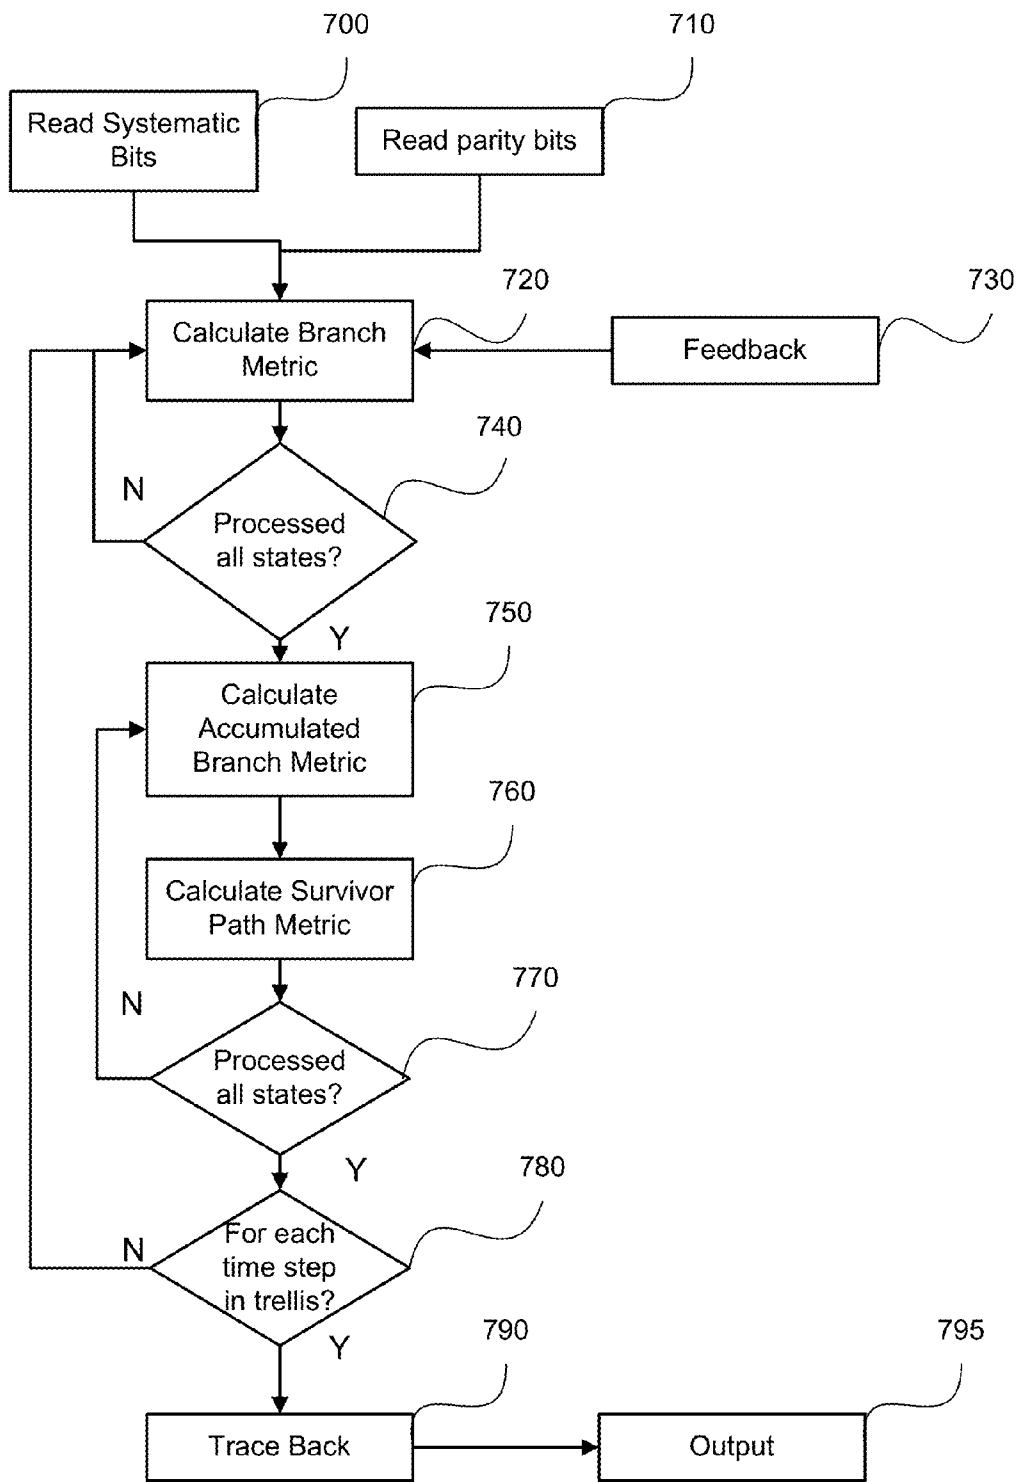 700
710
Read Systematic
Bits
Read parity bits
720
730
Calculate Branch
Metric
Feedback
740
N
Processed
all states?
750
Y
Calculate
Accumulated
Branch Metric
760
Calculate Survivor
Path Metric
770
N
Processed
all states?
Y
780
N
For each
time step
in trellis?
Y
790
795
Trace Back
Output